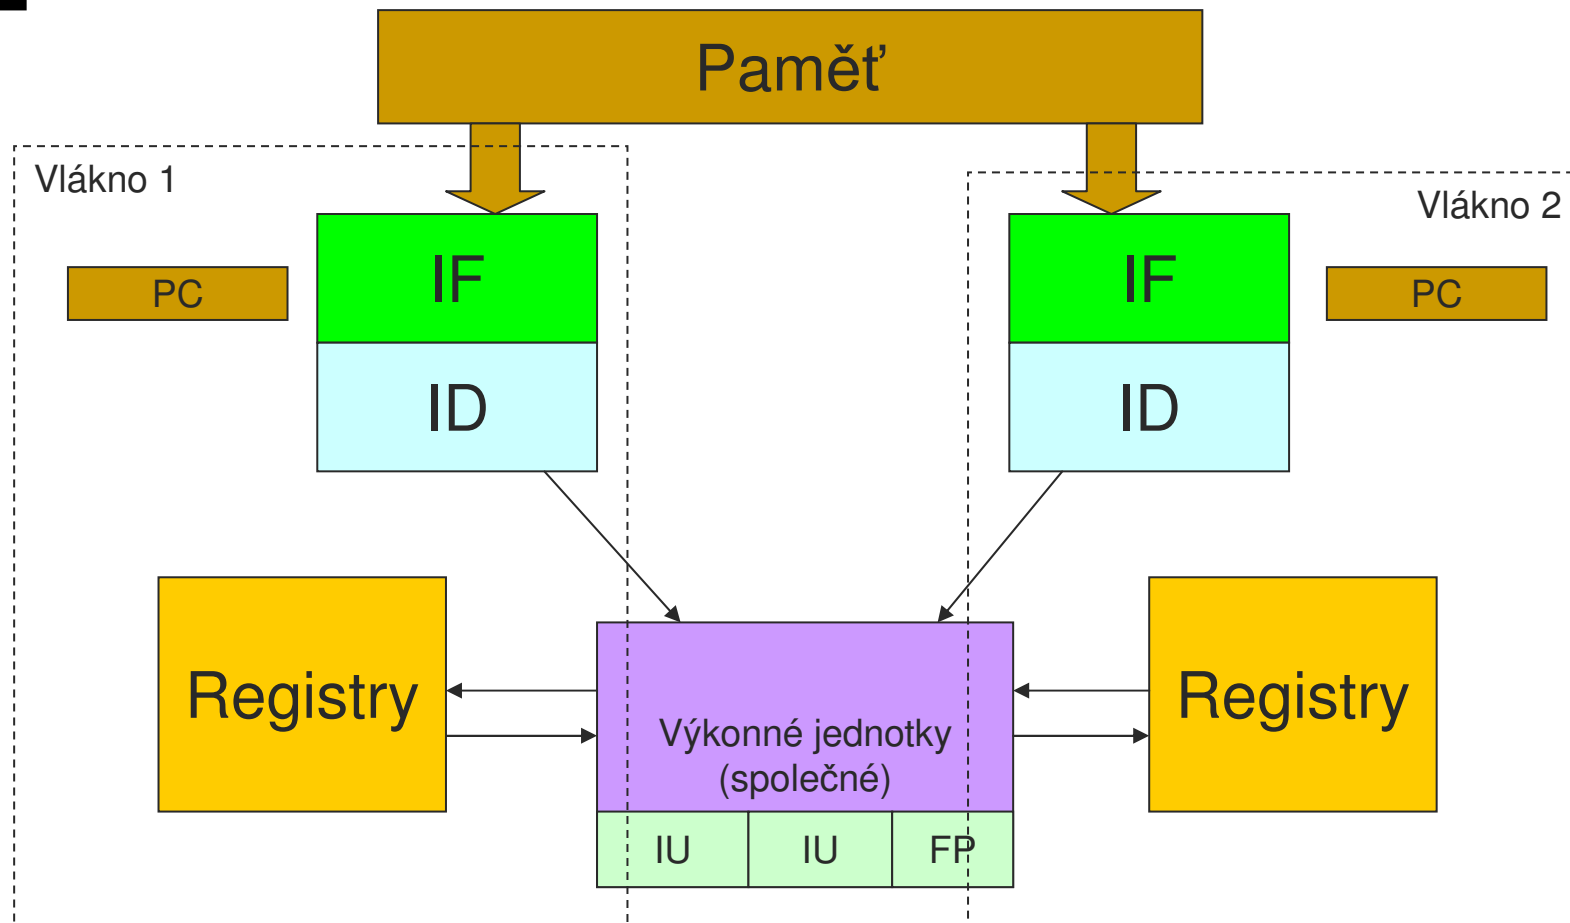 Paměť
Vlákno 1
Vlákno 2
PC
IF
IF
PC
ID
ID
Registry
Výkonné jednotky
(společné)
Registry
IU
IU
FP